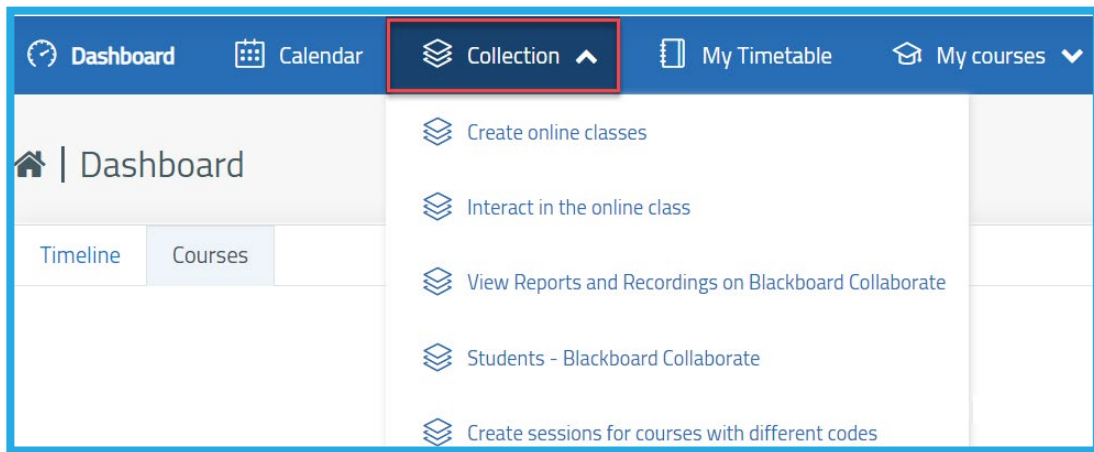 Dashboard Calendar Collection My Timetable My courses
Create online classes
Dashboard
Interact in the online class
Timeline Courses
View Reports and Recordings on Blackboard Collaborate
Students - Blackboard Collaborate
Create sessions for courses with different codes